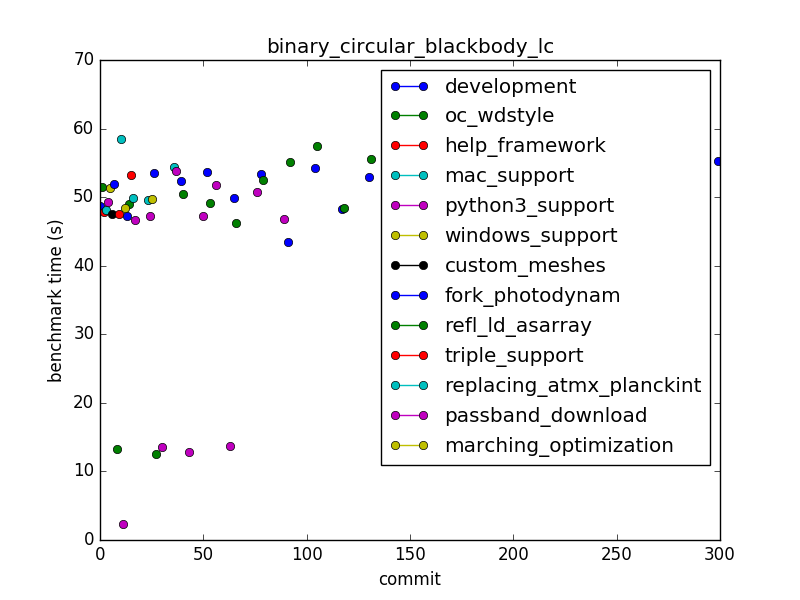 binary_circular_blackbody_lc
70
60
50
40
30
20
10
0
benchmark time (s)
development
oc_wdstyle
help_framework
mac_support
python3_support
windows_support
custom_meshes
fork_photodynam
refl_ld_asarray
triple_support
replacing_atmx_planckint
passband_download
marching_optimization
0 50 100 150 200 250 300
commit